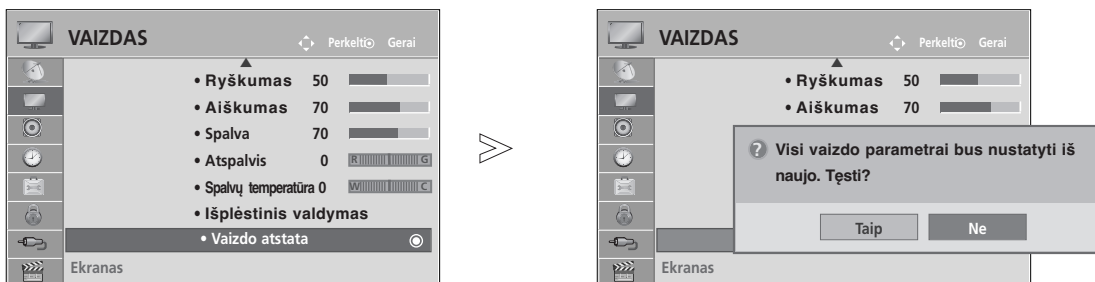 VAIZDAS
Perkelti Gerai
• Ryškumas 50
• Aiškumas 70
• Spalva 70
• Atspalvis 0 R G
• Spalvų temperatūra 0 W C
• Išplėstinis valdymas
• Vaizdo atstata
Ekranas
VAIZDAS
Perkelti Gerai
• Ryškumas 50
• Aiškumas 70
? Visi vaizdo parametrai bus nustatyti iš
naujo. Tęsti?
Taip Ne
Ekranas